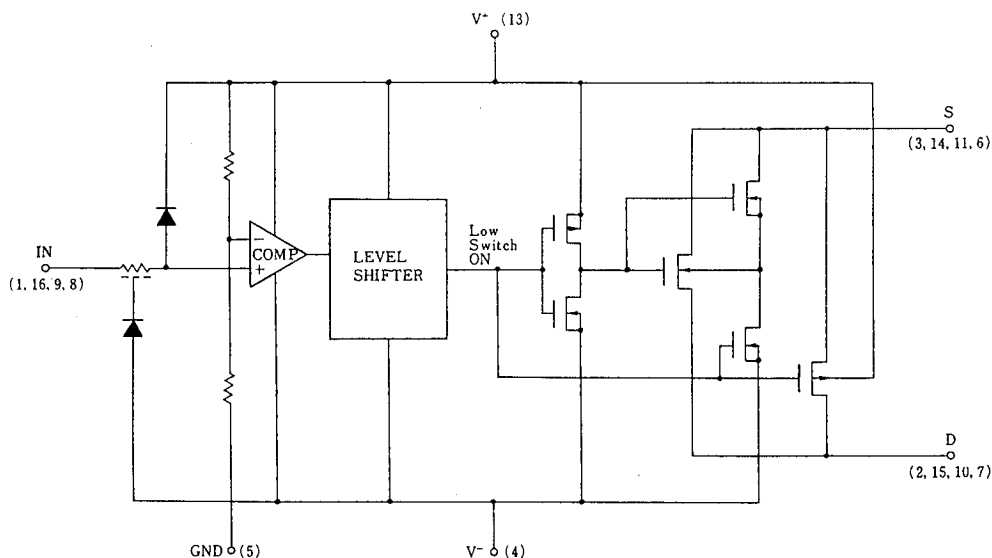 V⁺ (13)
S
(3, 14, 11, 6)
IN
(1, 16, 9, 8)
−
COMP
+
LEVEL
SHIFTER
Low
Switch
ON
D
(2, 15, 10, 7)
GND (5)
V⁻ (4)